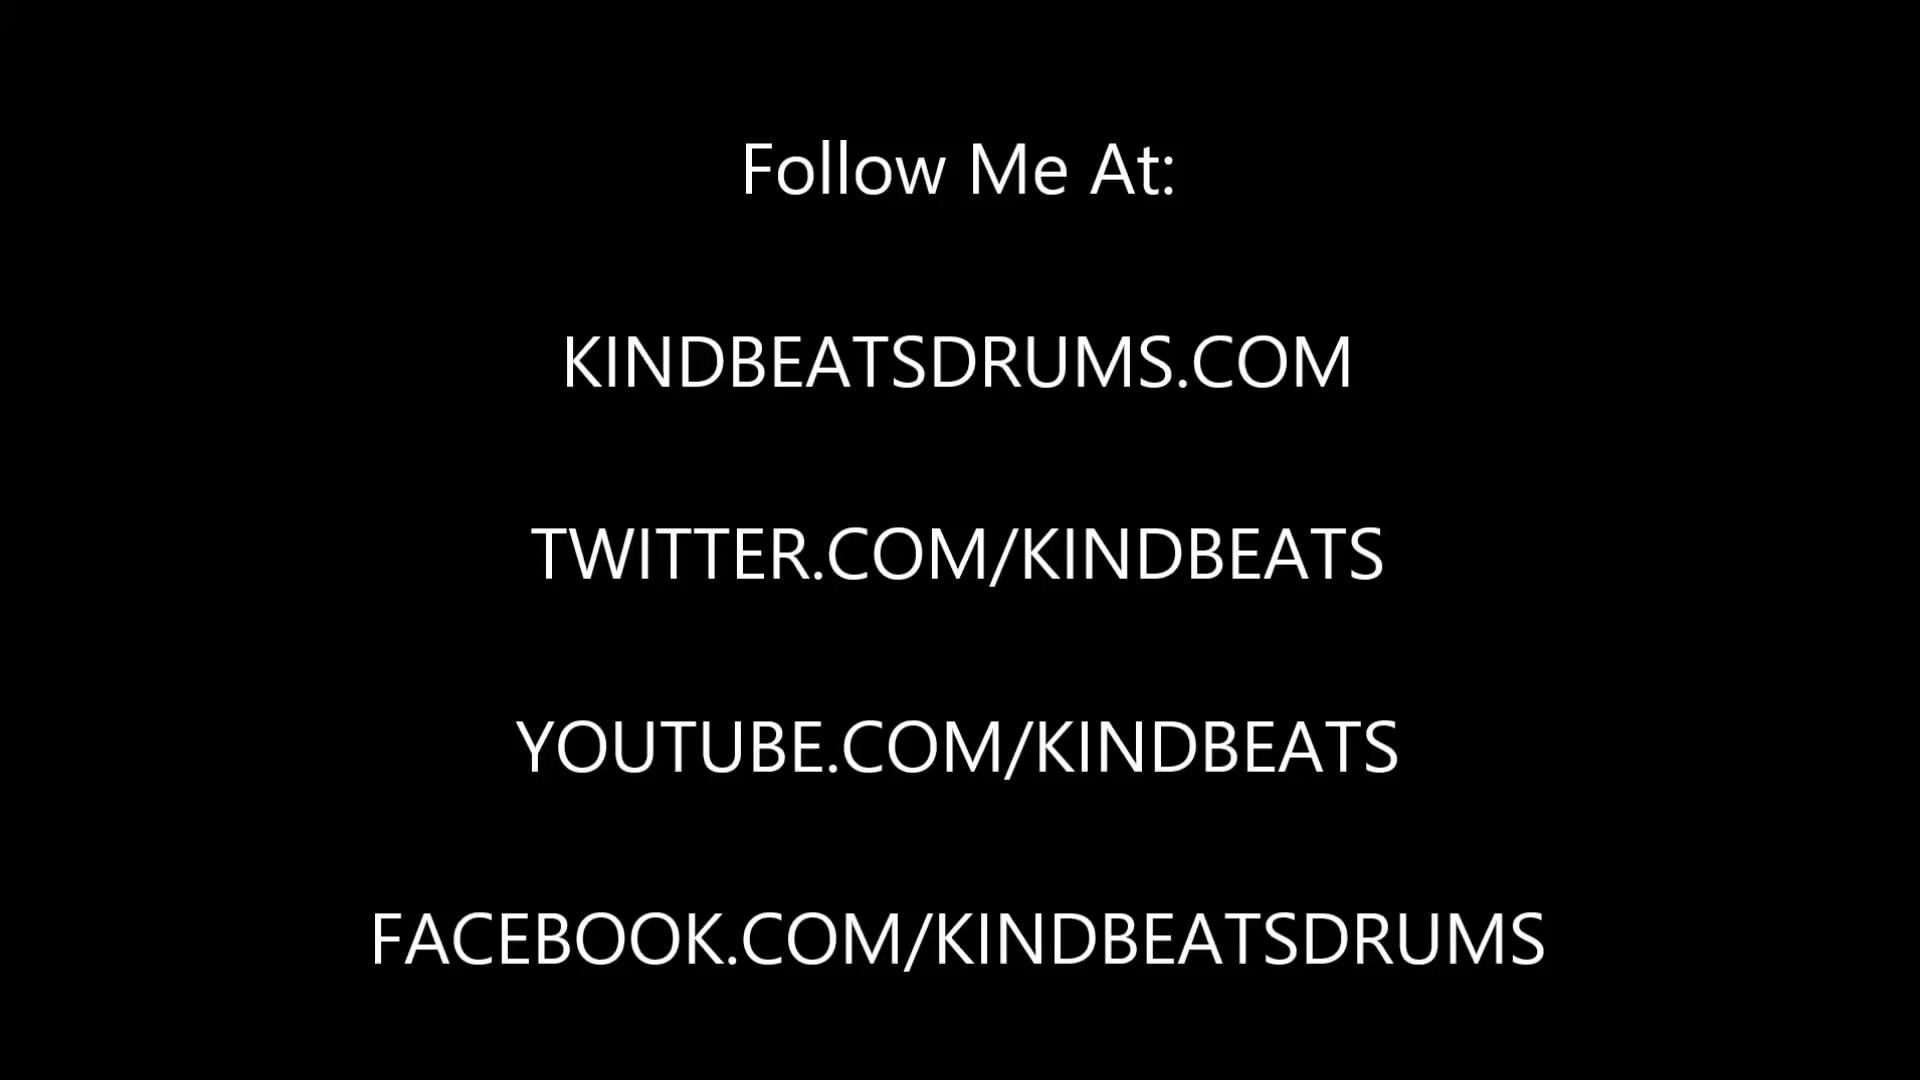 Follow Me At:
KINDBEATSDRUMS.COM
TWITTER.COM/KINDBEATS
YOUTUBE.COM/KINDBEATS
FACEBOOK.COM/KINDBEATSDRUMS